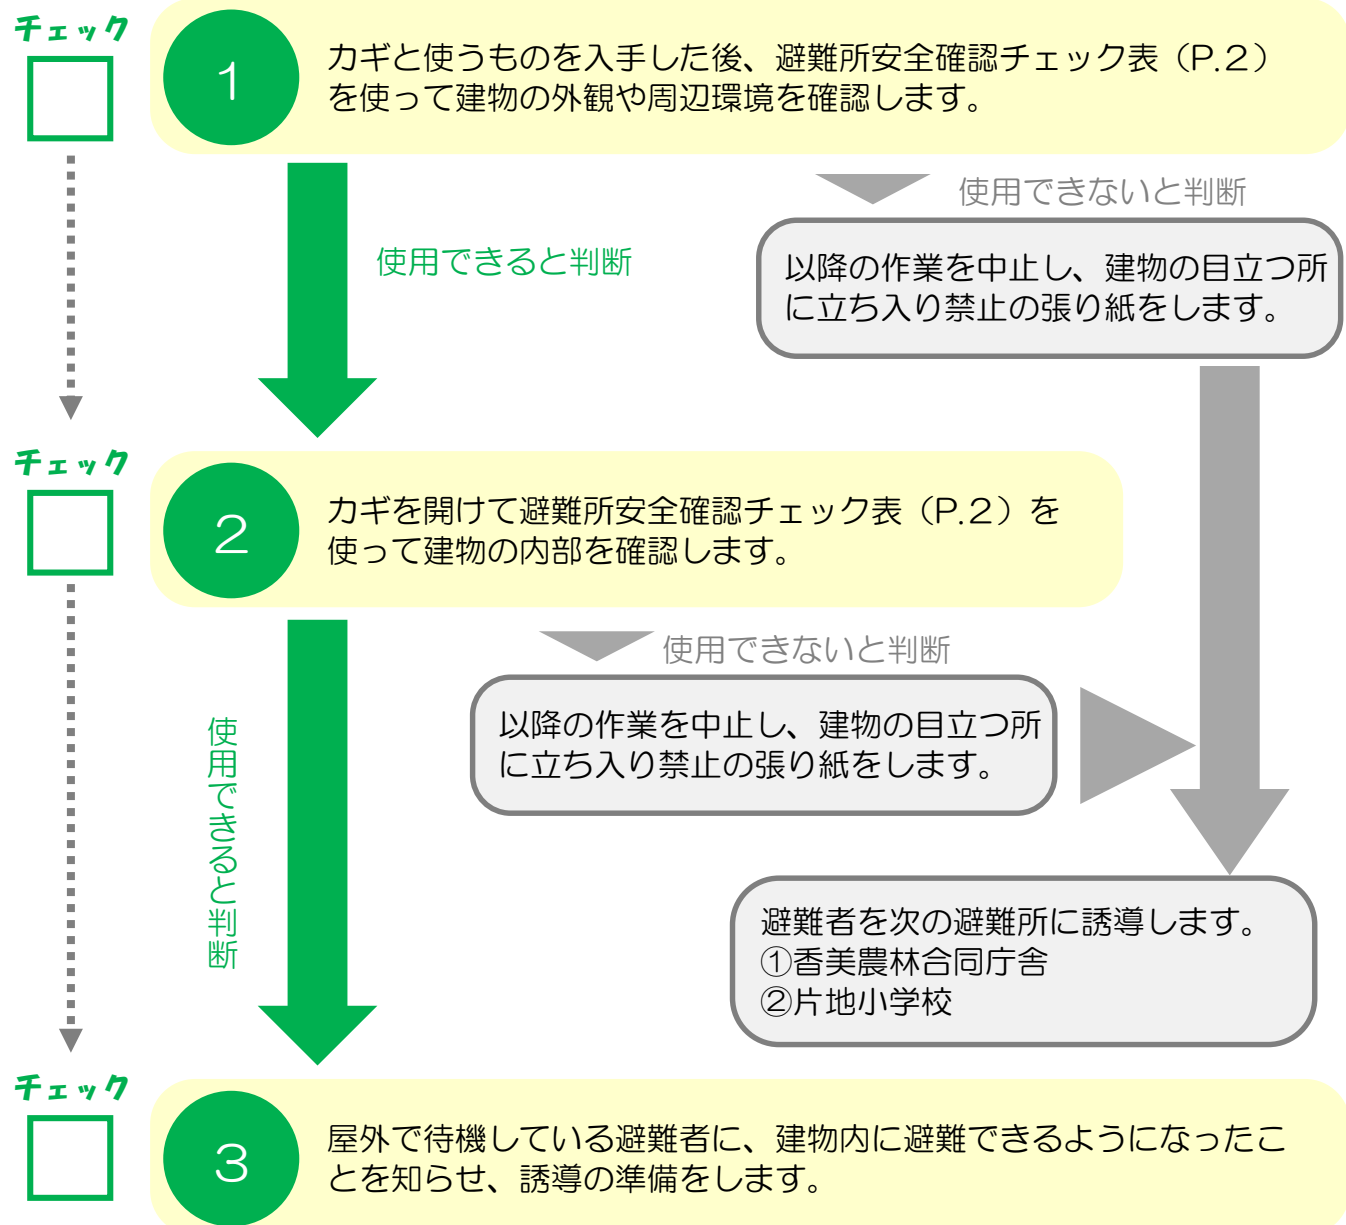 チェック
1
カギと使うものを入手した後、避難所安全確認チェック表（P.2）
を使って建物の外観や周辺環境を確認します。
使用できないと判断
使用できると判断
以降の作業を中止し、建物の目立つ所
に立ち入り禁止の張り紙をします。
チェック
2
カギを開けて避難所安全確認チェック表（P.2）を
使って建物の内部を確認します。
使用できないと判断
使用できると判断
以降の作業を中止し、建物の目立つ所
に立ち入り禁止の張り紙をします。
避難者を次の避難所に誘導します。
①香美農林合同庁舎
②片地小学校
チェック
3
屋外で待機している避難者に、建物内に避難できるようになったこ
とを知らせ、誘導の準備をします。